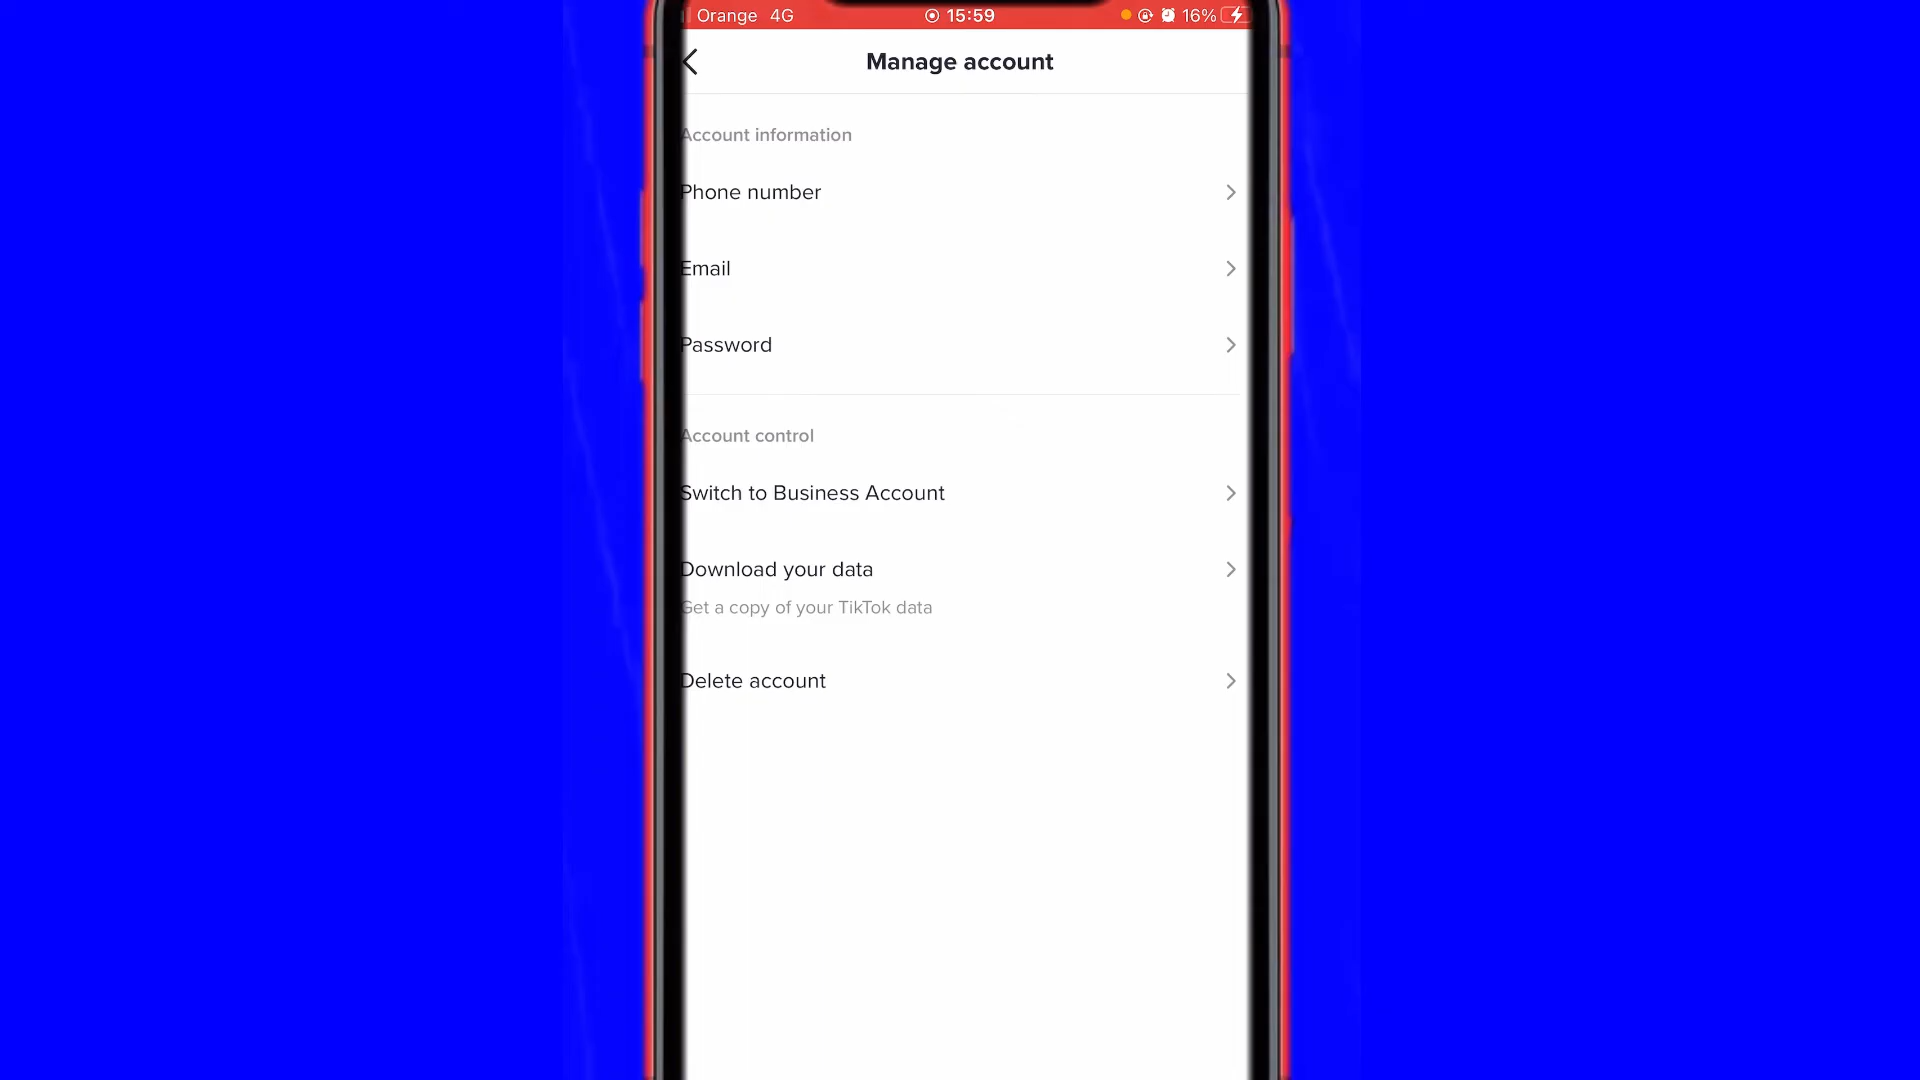 Orange 4G 15:59 16%
Manage account
Account information
Phone number
Email
Password
Account control
Switch to Business Account
Download your data
Get a copy of your TikTok data
Delete account